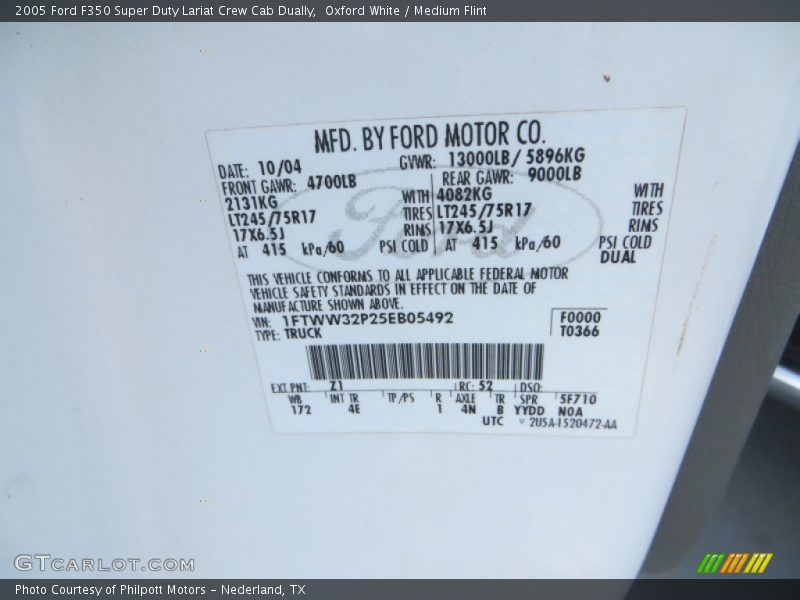 2005 Ford F350 Super Duty Lariat Crew Cab Dually,  Oxford White / Medium Flint
MFD. BY FORD MOTOR CO.
DATE: 10/04 GVWR: 13000LB/ 5896KG
FRONT GAWR: 4700LB REAR GAWR: 9000LB
2131KG WITH 4082KG WITH
LT245/75R17 TIRES LT245/75R17 TIRES
17X6.5J RIMS 17X6.5J RIMS
AT 415 kPa/60 PSI COLD AT 415 kPa/60 PSI COLD
DUAL
Ford
THIS VEHICLE CONFORMS TO ALL APPLICABLE FEDERAL MOTOR
VEHICLE SAFETY STANDARDS IN EFFECT ON THE DATE OF
MANUFACTURE SHOWN ABOVE.
VIN: 1FTWW32P25EB05492 F0000
TYPE: TRUCK T0366
EXT PNT: Z1 RC: 52 DSO:
WB INT TR TP/PS R AXLE TR SPR 5F710
172 4E 1 4N B YYDD NOA
UTC 2U5A-1520472-AA
GTCARLOT.COM
Photo Courtesy of Philpott Motors - Nederland, TX